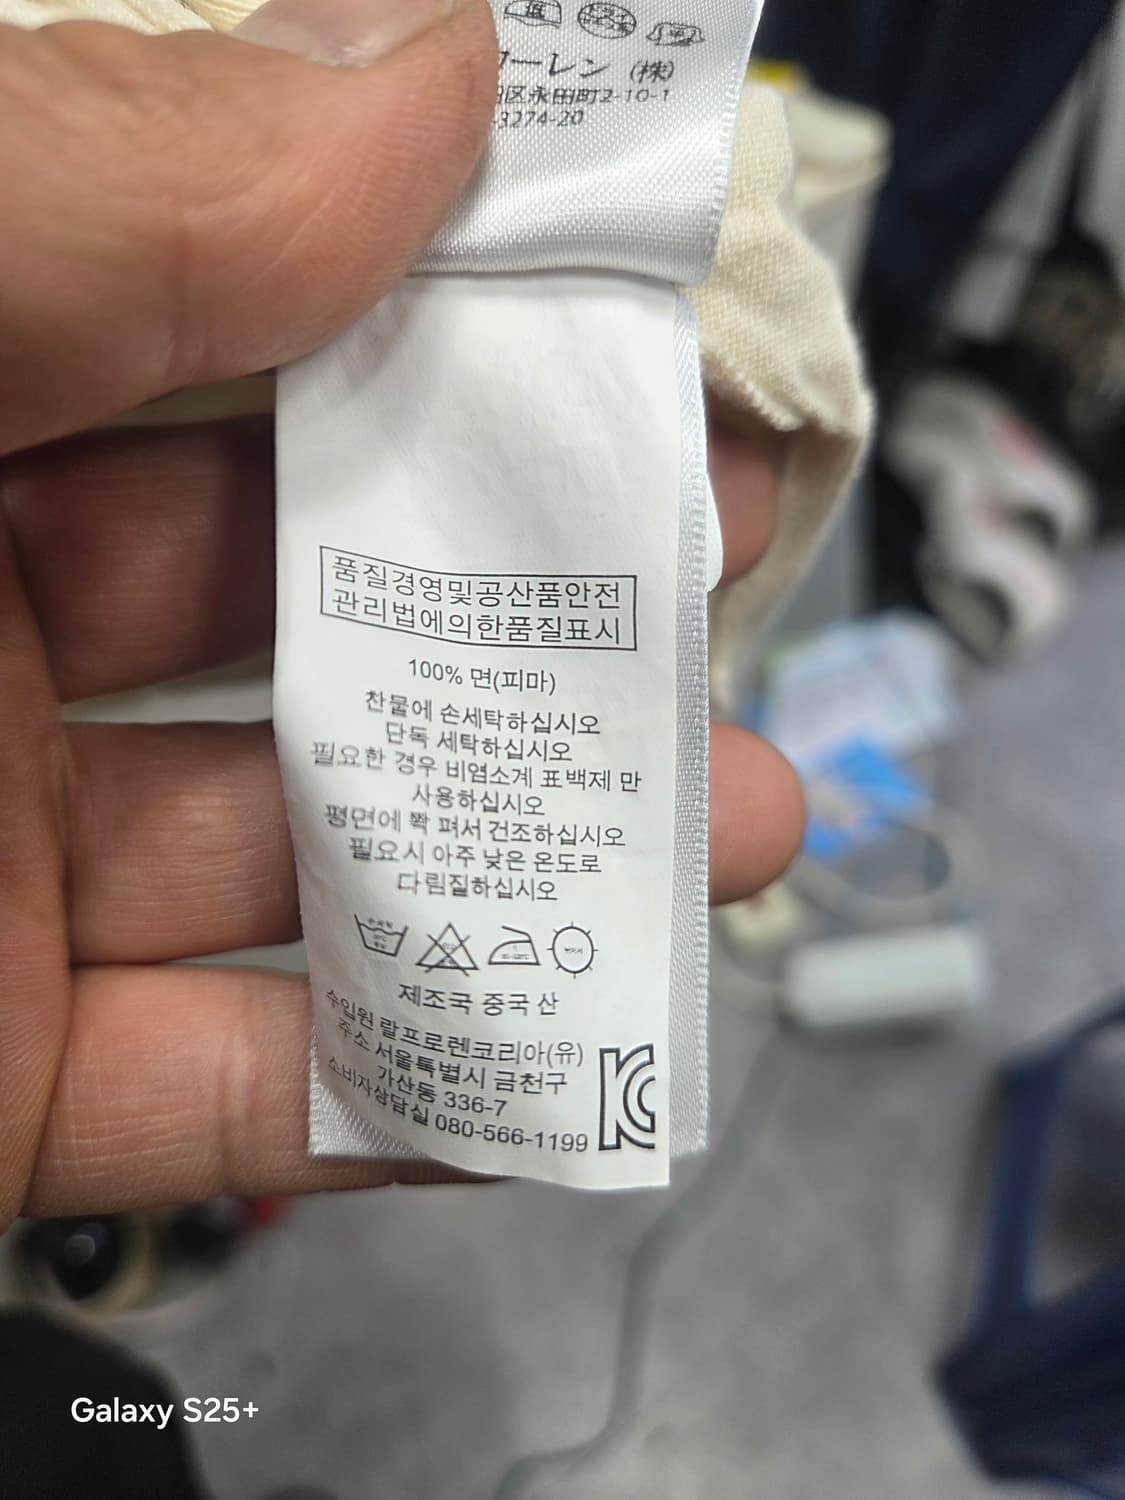 ーレン (株)
区永田町2-10-1
-3274-20
품질경영및공산품안전
관리법에의한품질표시
100% 면(피마)
찬물에 손세탁하십시오
단독 세탁하십시오
필요한 경우 비염소계 표백제 만
사용하십시오
평면에 쫙 펴서 건조하십시오
필요시 아주 낮은 온도로
다림질하십시오
제조국 중국 산
수입원 랄프로렌코리아(유)
주소 서울특별시 금천구
가산동 336-7
소비자상담실 080-566-1199
Galaxy S25+